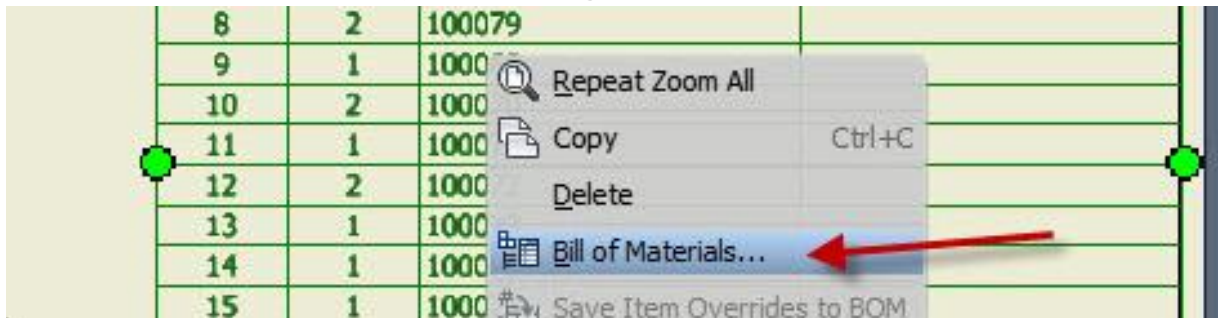 8 2 100079
9 1 1000
Repeat Zoom All
10 2 1000
11 1 1000
Copy Ctrl+C
12 2 1000
Delete
13 1 1000
Bill of Materials...
14 1 1000
15 1 1000
Save Item Overrides to BOM